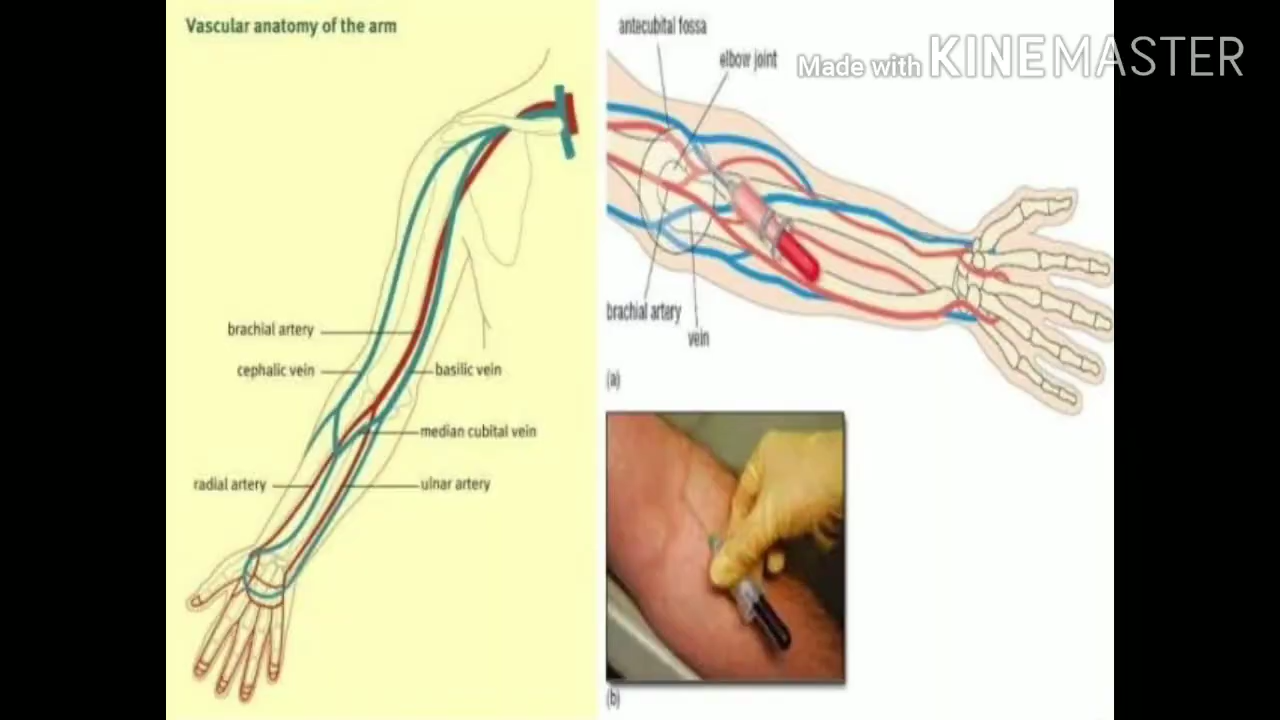 Vascular anatomy of the arm
brachial artery
cephalic vein
basilic vein
median cubital vein
radial artery
ulnar artery
antecubital fossa
elbow joint
Made with KINEMASTER
brachial artery
vein
(a)
(b)